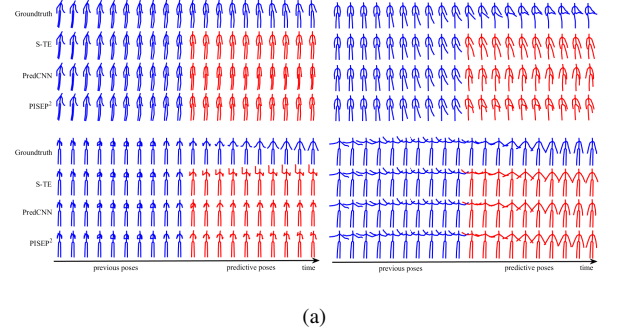 Groundtruth
S-TE
PredCNN
PISEP²
Groundtruth
S-TE
PredCNN
PISEP²
previous poses predictive poses time
previous poses predictive poses time
(a)